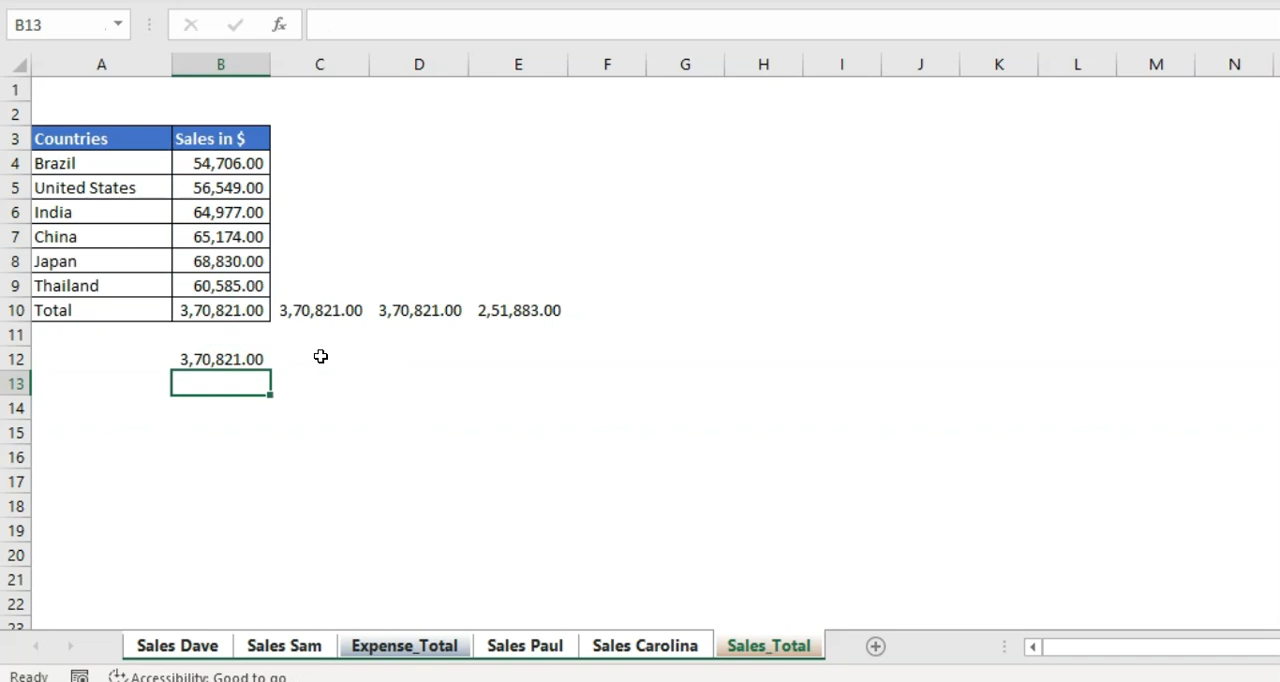 B13 fx
A B C D E F G H I J K L M N
1
2
3 Countries Sales in $
4 Brazil 54,706.00
5 United States 56,549.00
6 India 64,977.00
7 China 65,174.00
8 Japan 68,830.00
9 Thailand 60,585.00
10 Total 3,70,821.00 3,70,821.00 3,70,821.00 2,51,883.00
11
12 3,70,821.00
13
14
15
16
17
18
19
20
21
22
23
Sales Dave Sales Sam Expense_Total Sales Paul Sales Carolina Sales_Total
Ready Accessibility: Good to go